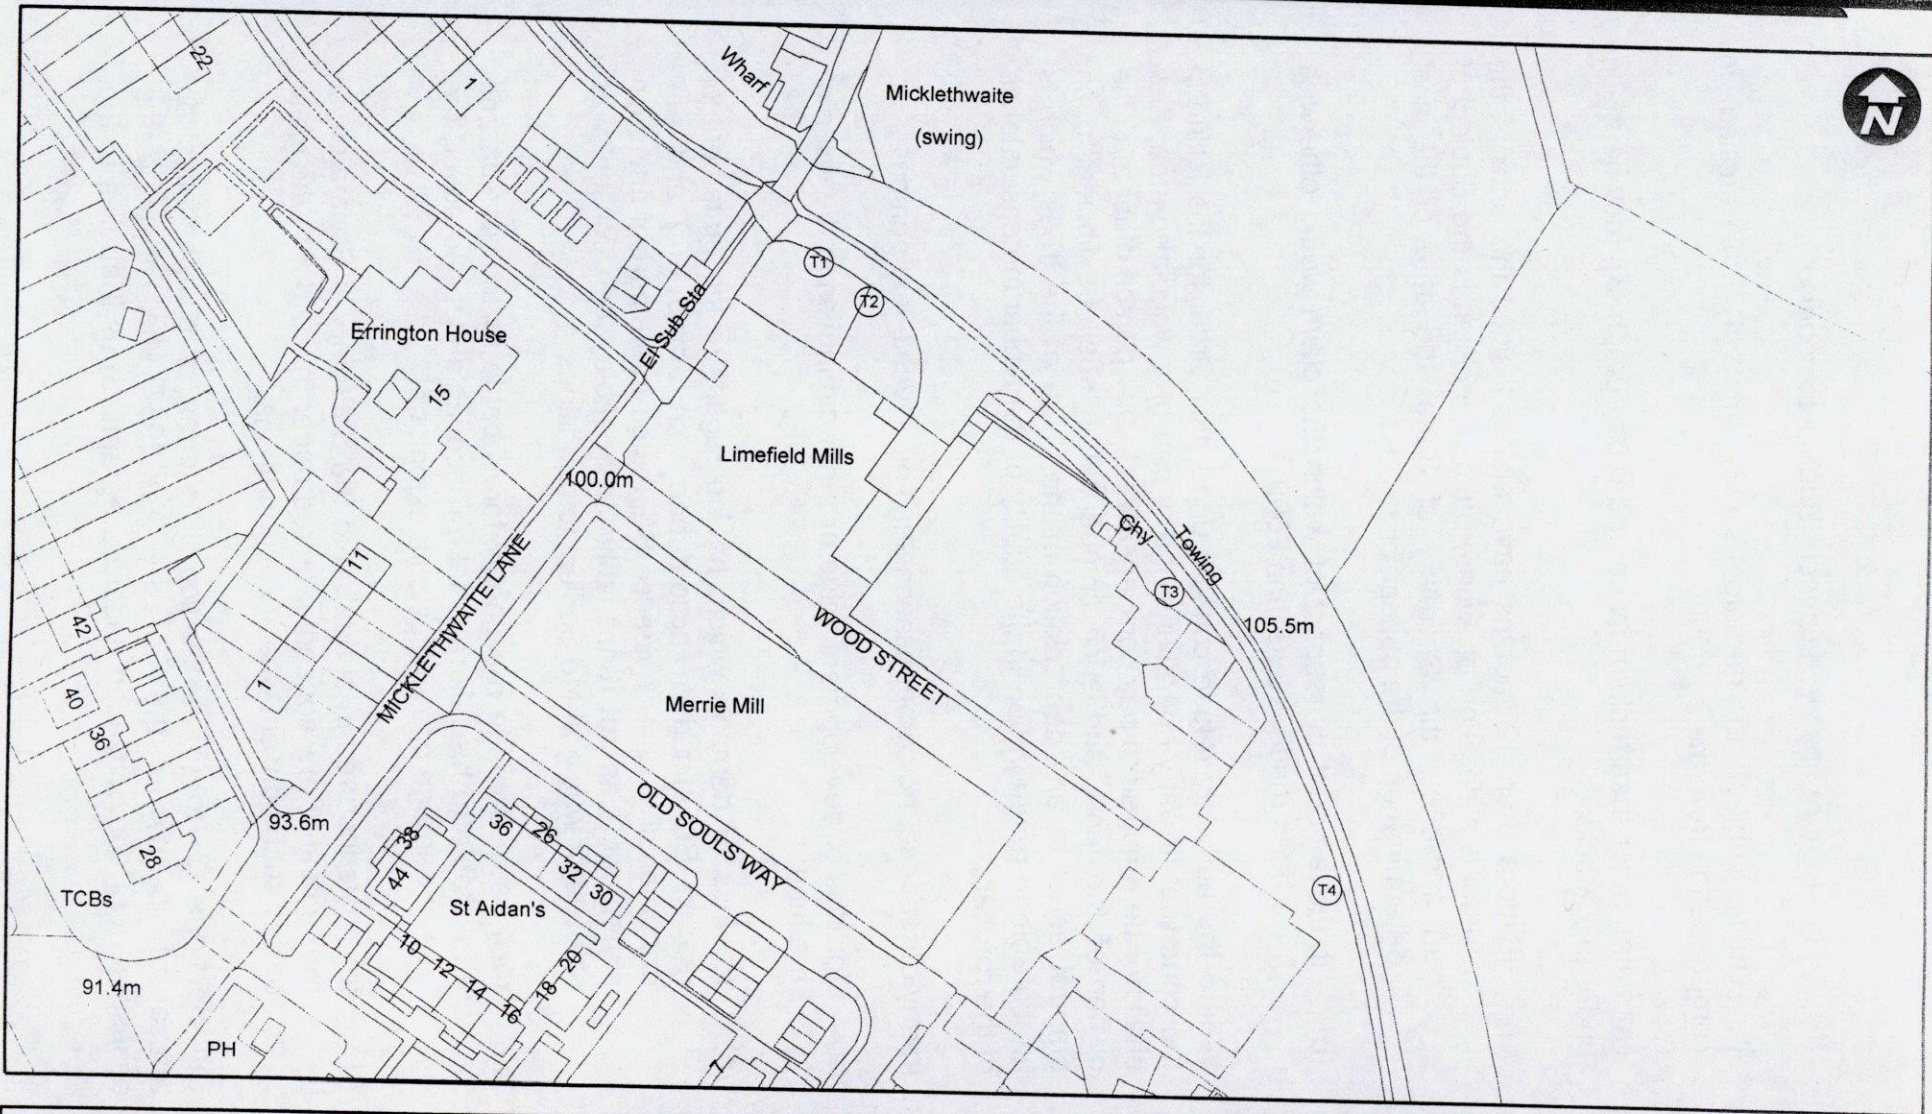 22
1
Wharf
Micklethwaite
(swing)
N
T1
T2
El Sub Sta
Errington House
15
Limefield Mills
100.0m
Chy
Towing
T3
105.5m
11
1
MICKLETHWAITE LANE
WOOD STREET
Merrie Mill
42
40
36
28
93.6m
OLD SOULS WAY
T4
36
26
32
30
38
44
St Aidan's
10
12
14
16
18
20
TCBs
91.4m
PH
1